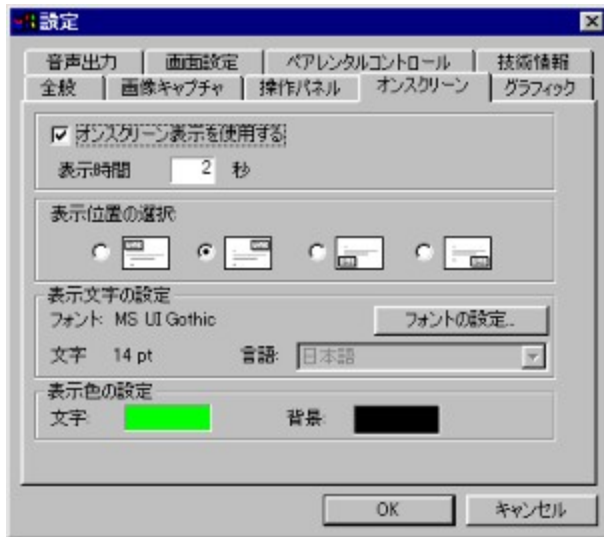 設定
音声出力 画面設定 ペアレンタルコントロール 技術情報
全般 画像キャプチャ 操作パネル オンスクリーン グラフィック
オンスクリーン表示を使用する
表示時間 2 秒
表示位置の選択
表示文字の設定
フォント: MS UI Gothic フォントの設定...
文字 14 pt 言語: 日本語
表示色の設定
文字: 背景:
OK キャンセル